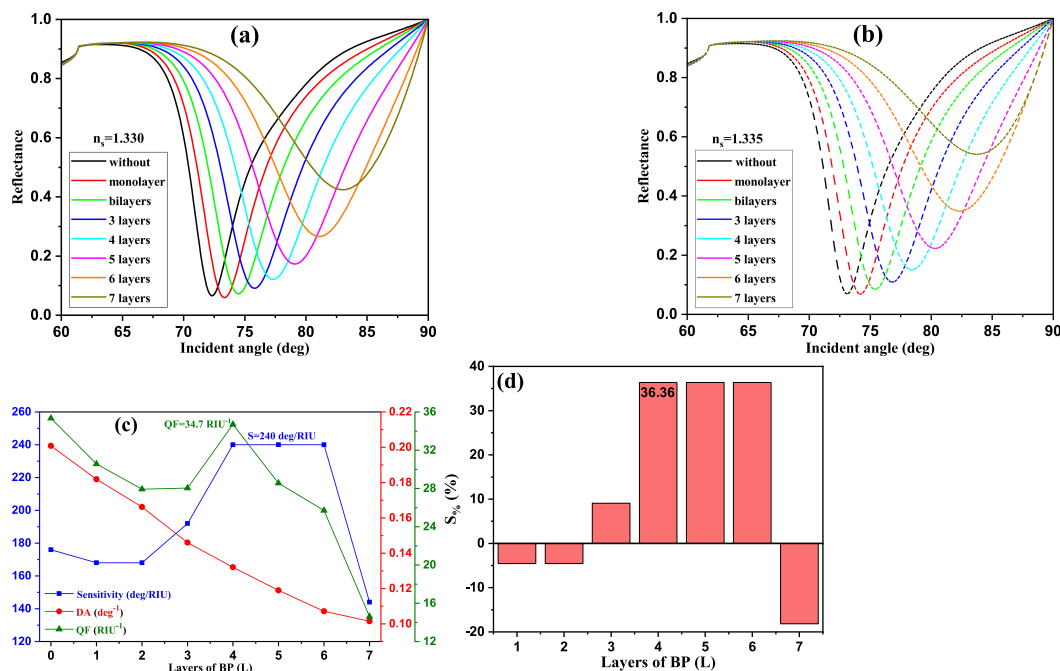 (a)
n_s=1.330
without
monolayer
bilayers
3 layers
4 layers
5 layers
6 layers
7 layers
Reflectance
1.0
0.8
0.6
0.4
0.2
0.0
60 65 70 75 80 85 90
Incident angle (deg)
(b)
n_s=1.335
without
monolayer
bilayers
3 layers
4 layers
5 layers
6 layers
7 layers
Reflectance
1.0
0.8
0.6
0.4
0.2
0.0
60 65 70 75 80 85 90
Incident angle (deg)
(c)
QF=34.7 RIU⁻¹
S=240 deg/RIU
Sensitivity (deg/RIU)
DA (deg⁻¹)
QF (RIU⁻¹)
260
240
220
200
180
160
140
120
0.22
0.20
0.18
0.16
0.14
0.12
0.10
36
32
28
24
20
16
12
0 1 2 3 4 5 6 7
Layers of BP (L)
(d)
36.36
S% (%)
40
30
20
10
0
-10
-20
1 2 3 4 5 6 7
Layers of BP (L)